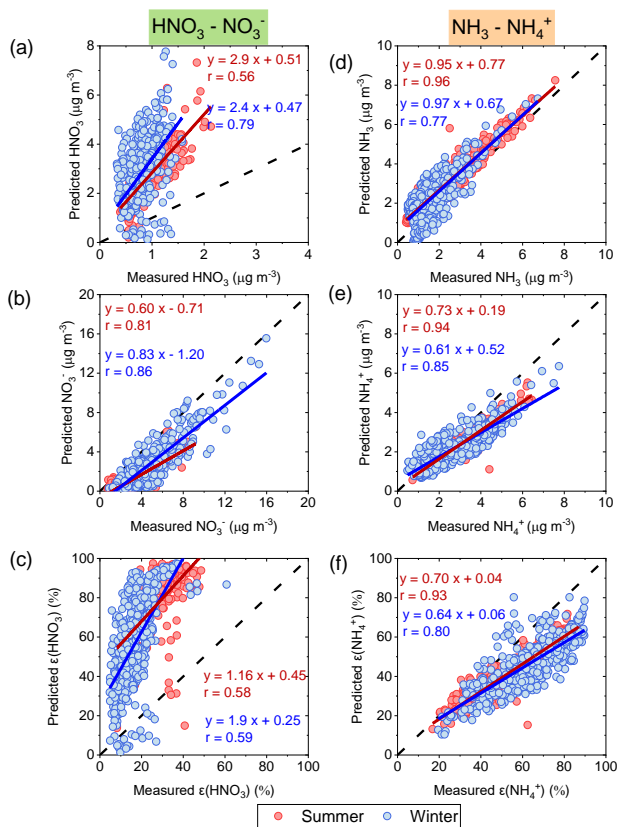 HNO₃ - NO₃⁻
NH₃ - NH₄⁺
(a)
8
6
4
2
0
Predicted HNO₃ (µg m⁻³)
y = 2.9 x + 0.51
r = 0.56
y = 2.4 x + 0.47
r = 0.79
0 1 2 3 4
Measured HNO₃ (µg m⁻³)
(d)
10
8
6
4
2
0
Predicted NH₃ (µg m⁻³)
y = 0.95 x + 0.77
r = 0.96
y = 0.97 x + 0.67
r = 0.77
0 2 4 6 8 10
Measured NH₃ (µg m⁻³)
(b)
20
16
12
8
4
0
Predicted NO₃⁻ (µg m⁻³)
y = 0.60 x - 0.71
r = 0.81
y = 0.83 x - 1.20
r = 0.86
0 4 8 12 16 20
Measured NO₃⁻ (µg m⁻³)
(e)
10
8
6
4
2
0
Predicted NH₄⁺ (µg m⁻³)
y = 0.73 x + 0.19
r = 0.94
y = 0.61 x + 0.52
r = 0.85
0 2 4 6 8 10
Measured NH₄⁺ (µg m⁻³)
(c)
100
80
60
40
20
0
Predicted ε(HNO₃) (%)
y = 1.16 x + 0.45
r = 0.58
y = 1.9 x + 0.25
r = 0.59
0 20 40 60 80 100
Measured ε(HNO₃) (%)
(f)
100
80
60
40
20
0
Predicted ε(NH₄⁺) (%)
y = 0.70 x + 0.04
r = 0.93
y = 0.64 x + 0.06
r = 0.80
0 20 40 60 80 100
Measured ε(NH₄⁺) (%)
Summer Winter